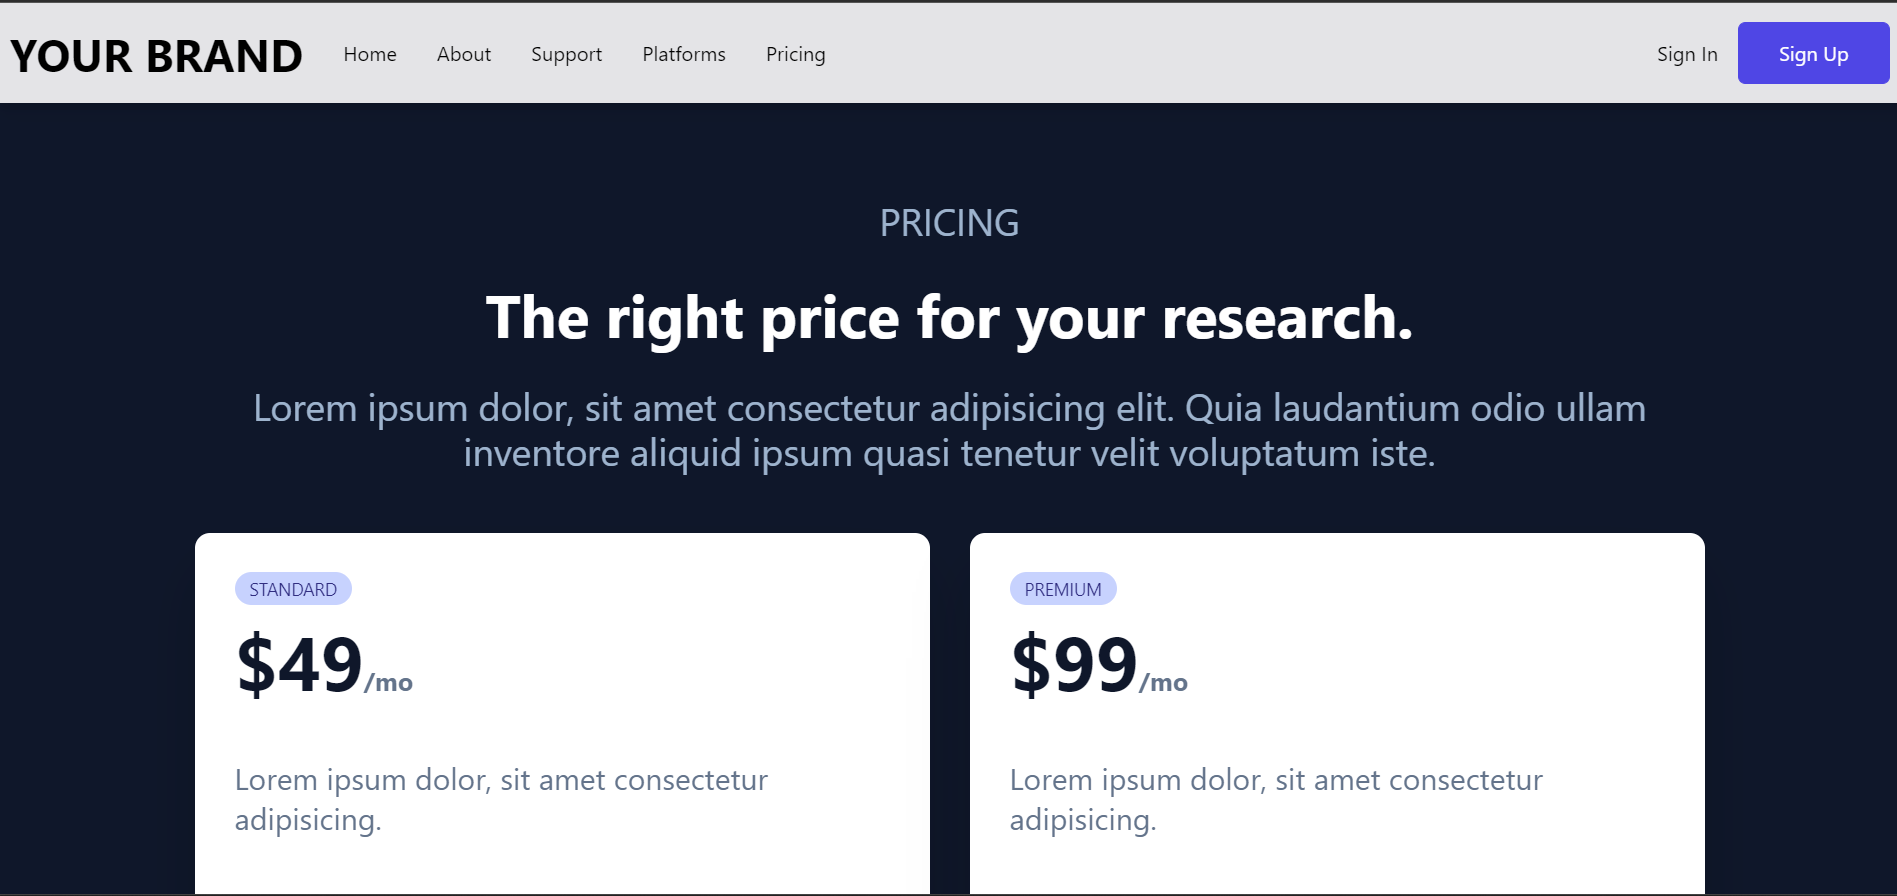 YOUR BRAND Home About Support Platforms Pricing Sign In Sign Up
PRICING
The right price for your research.
Lorem ipsum dolor, sit amet consectetur adipisicing elit. Quia laudantium odio ullam
inventore aliquid ipsum quasi tenetur velit voluptatum iste.
STANDARD
$49/mo
Lorem ipsum dolor, sit amet consectetur
adipisicing.
PREMIUM
$99/mo
Lorem ipsum dolor, sit amet consectetur
adipisicing.